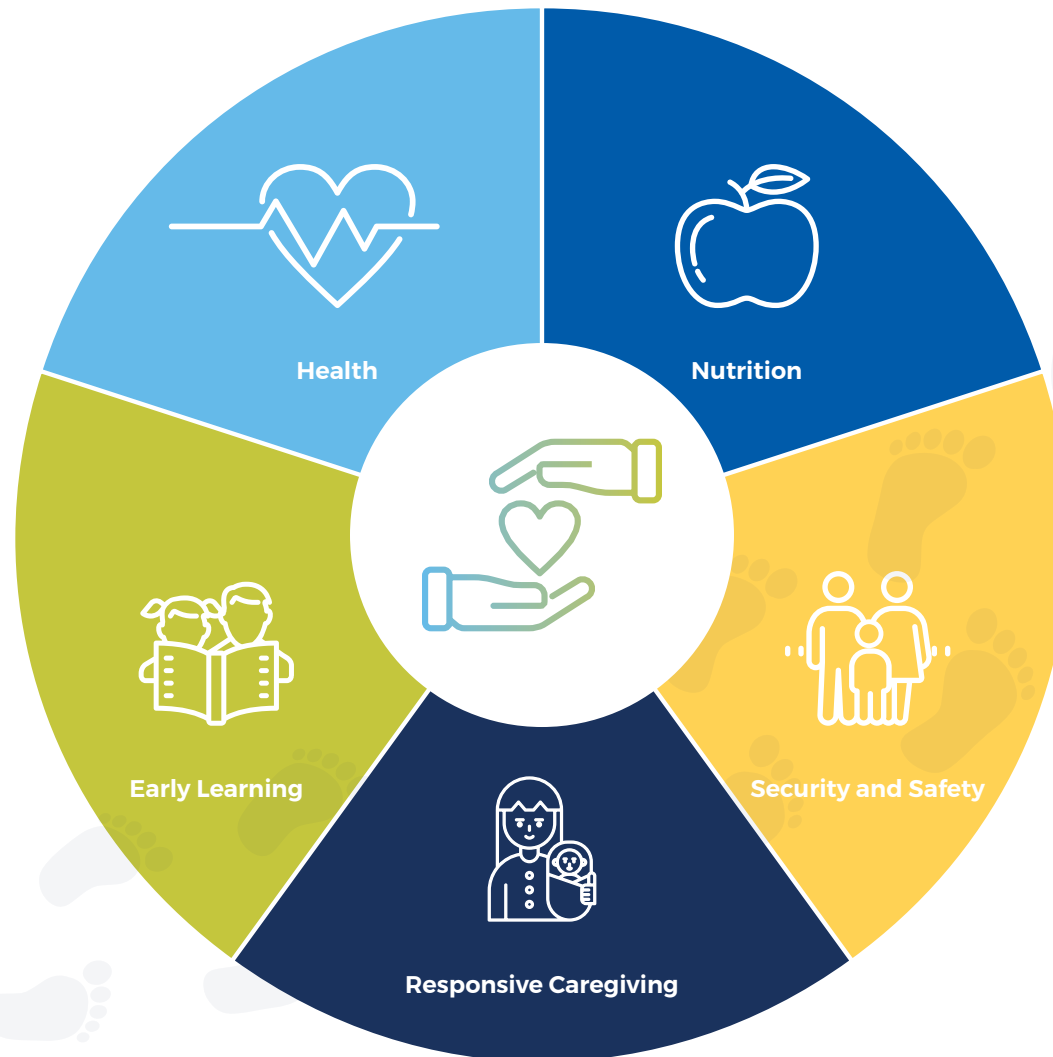 Health
Nutrition
Early Learning
Security and Safety
Responsive Caregiving